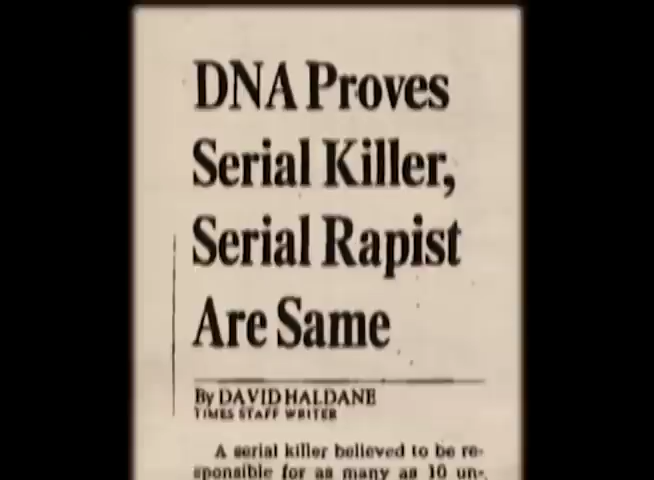 DNA Proves
Serial Killer,
Serial Rapist
Are Same
By DAVID HALDANE
TIMES STAFF WRITER
A serial killer believed to be re-
sponsible for as many as 10 un-